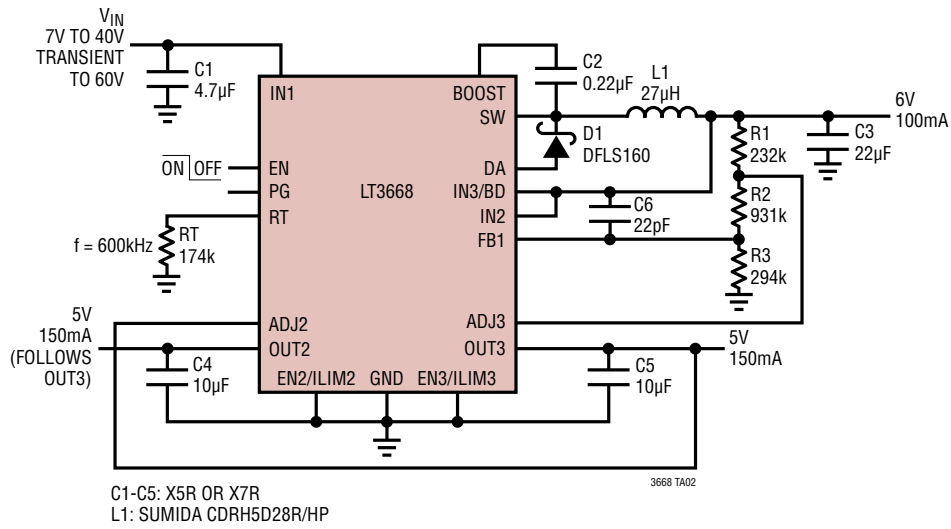 VIN
7V TO 40V
TRANSIENT
TO 60V
C1
4.7µF
IN1
BOOST
SW
C2
0.22µF
L1
27µH
6V
100mA
D1
DFLS160
R1
232k
C3
22µF
ON OFF
EN
PG
RT
LT3668
DA
IN3/BD
IN2
FB1
C6
22pF
R2
931k
f = 600kHz
RT
174k
R3
294k
5V
150mA
(FOLLOWS
OUT3)
ADJ2
OUT2
ADJ3
OUT3
5V
150mA
C4
10µF
EN2/ILIM2
GND
EN3/ILIM3
C5
10µF
3668 TA02
C1-C5: X5R OR X7R
L1: SUMIDA CDRH5D28R/HP